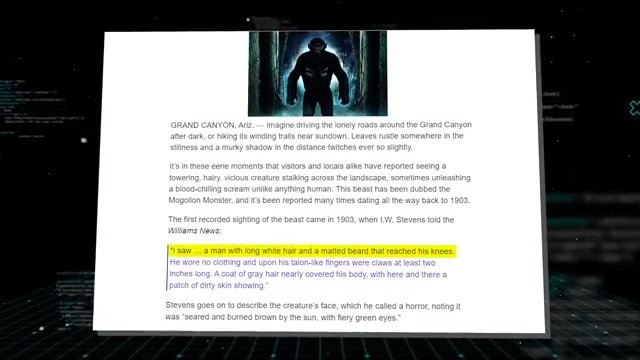 GRAND CANYON, Ariz. — Imagine driving the lonely roads around the Grand Canyon
after dark, or hiking its winding trails near sundown. Leaves rustle somewhere in the
stillness and a murky shadow in the distance twitches ever so slightly.
It's in these eerie moments that visitors and locals alike have reported seeing a
towering, hairy, vicious creature stalking across the landscape, sometimes unleashing
a blood-chilling scream unlike anything human. This beast has been dubbed the
Mogollon Monster, and it's been reported many times dating all the way back to 1903.
The first recorded sighting of the beast came in 1903, when I.W. Stevens told the
Williams News:
"I saw ... a man with long white hair and a matted beard that reached his knees.
He wore no clothing and upon his talon-like fingers were claws at least two
inches long. A coat of gray hair nearly covered his body, with here and there a
patch of dirty skin showing."
Stevens goes on to describe the creature's face, which he called a horror, noting it
was "seared and burned brown by the sun, with fiery green eyes."